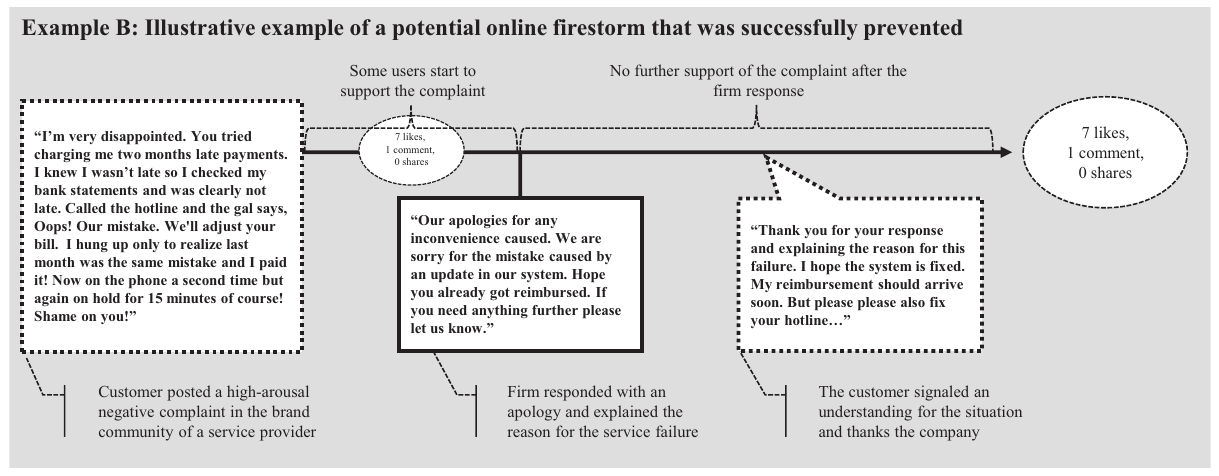 Example B: Illustrative example of a potential online firestorm that was successfully prevented
Some users start to
support the complaint
No further support of the complaint after the
firm response
“I’m very disappointed. You tried
charging me two months late payments.
I knew I wasn’t late so I checked my
bank statements and was clearly not
late. Called the hotline and the gal says,
Oops! Our mistake. We'll adjust your
bill.  I hung up only to realize last
month was the same mistake and I paid
it! Now on the phone a second time but
again on hold for 15 minutes of course!
Shame on you!”
7 likes,
1 comment,
0 shares
7 likes,
1 comment,
0 shares
“Our apologies for any
inconvenience caused. We are
sorry for the mistake caused by
an update in our system. Hope
you already got reimbursed. If
you need anything further please
let us know.”
“Thank you for your response
and explaining the reason for this
failure. I hope the system is fixed.
My reimbursement should arrive
soon. But please please also fix
your hotline…”
Customer posted a high-arousal
negative complaint in the brand
community of a service provider
Firm responded with an
apology and explained the
reason for the service failure
The customer signaled an
understanding for the situation
and thanks the company